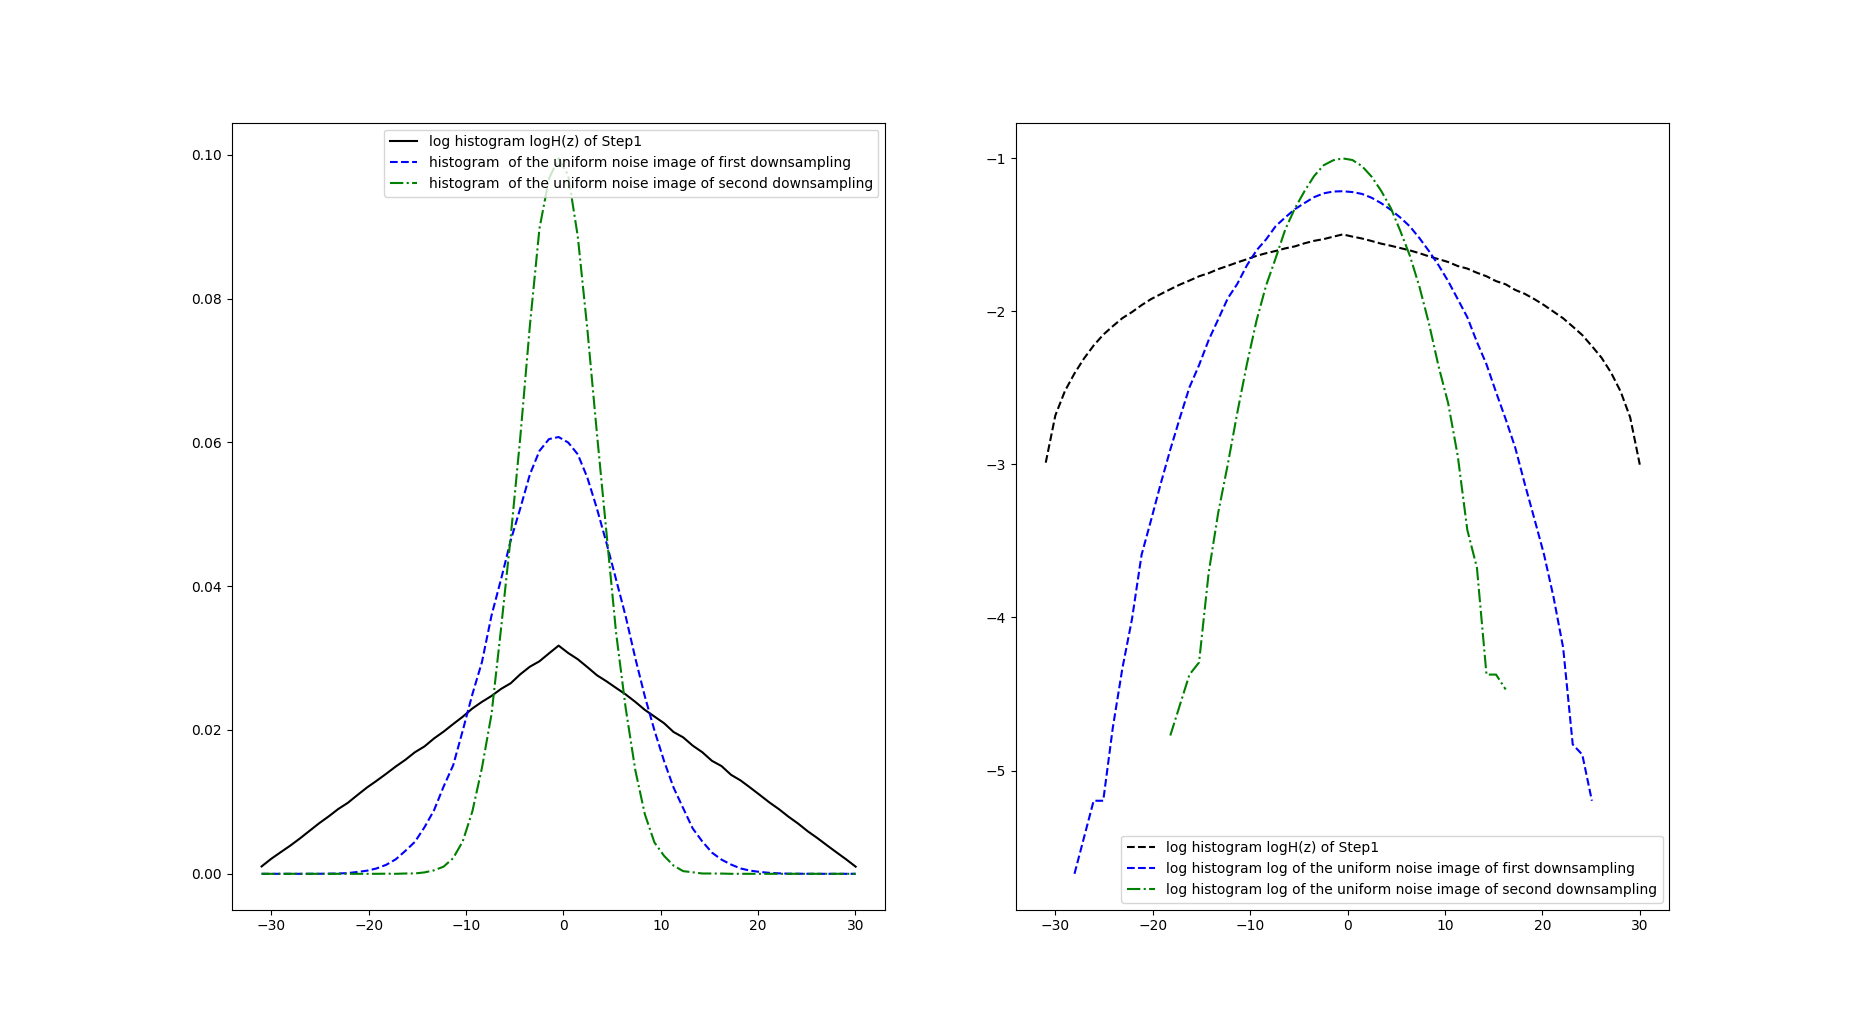 log histogram logH(z) of Step1
histogram  of the uniform noise image of first downsampling
histogram  of the uniform noise image of second downsampling
0.10
0.08
0.06
0.04
0.02
0.00
−30 −20 −10 0 10 20 30
−1
−2
−3
−4
−5
log histogram logH(z) of Step1
log histogram log of the uniform noise image of first downsampling
log histogram log of the uniform noise image of second downsampling
−30 −20 −10 0 10 20 30